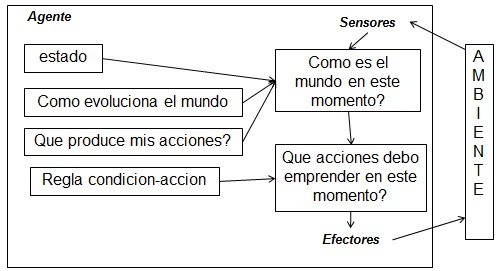 Agente
Sensores
estado
Como es el
mundo en este
momento?
Como evoluciona el mundo
Que produce mis acciones?
Regla condicion-accion
Que acciones debo
emprender en este
momento?
Efectores
A
M
B
I
E
N
T
E